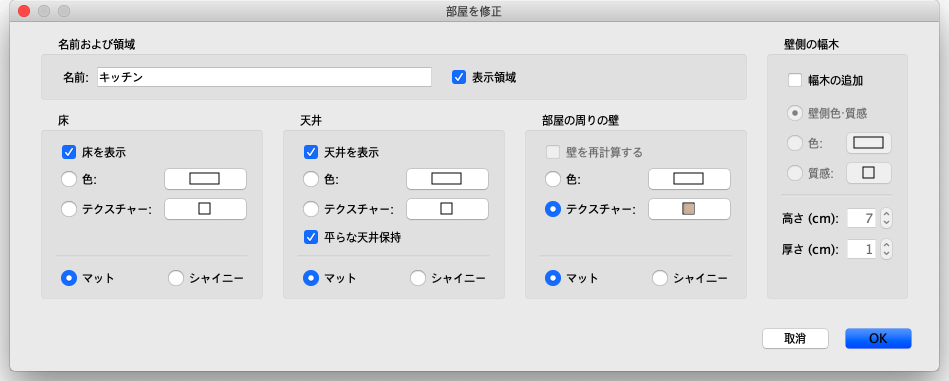 部屋を修正
名前および領域
名前: キッチン
表示領域
床
床を表示
色:
テクスチャー:
マット
シャイニー
天井
天井を表示
色:
テクスチャー:
平らな天井保持
マット
シャイニー
部屋の周りの壁
壁を再計算する
色:
テクスチャー:
マット
シャイニー
壁側の幅木
幅木の追加
壁側色·質感
色:
質感:
高さ (cm): 7
厚さ (cm): 1
取消
OK